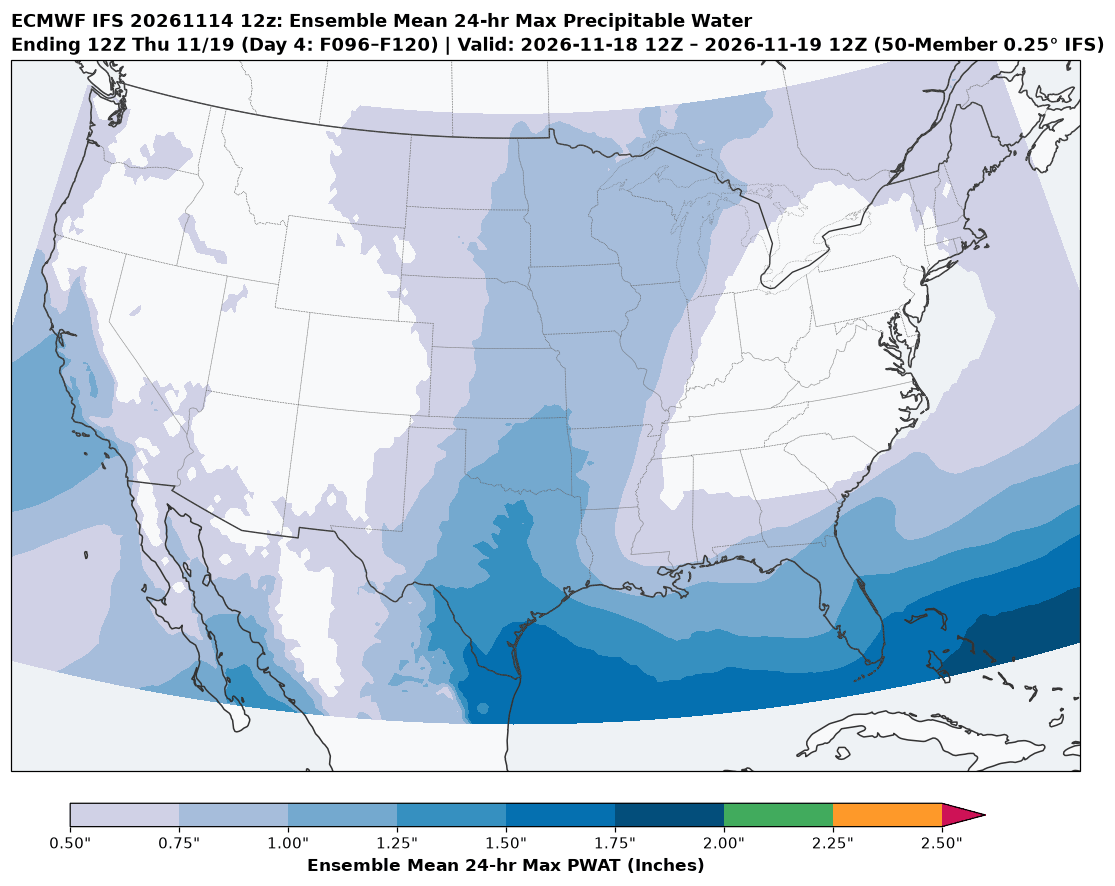 ECMWF IFS 20261114 12z: Ensemble Mean 24-hr Max Precipitable Water
Ending 12Z Thu 11/19 (Day 4: F096–F120) | Valid: 2026-11-18 12Z – 2026-11-19 12Z (50-Member 0.25° IFS)
0.50" 0.75" 1.00" 1.25" 1.50" 1.75" 2.00" 2.25" 2.50"
Ensemble Mean 24-hr Max PWAT (Inches)